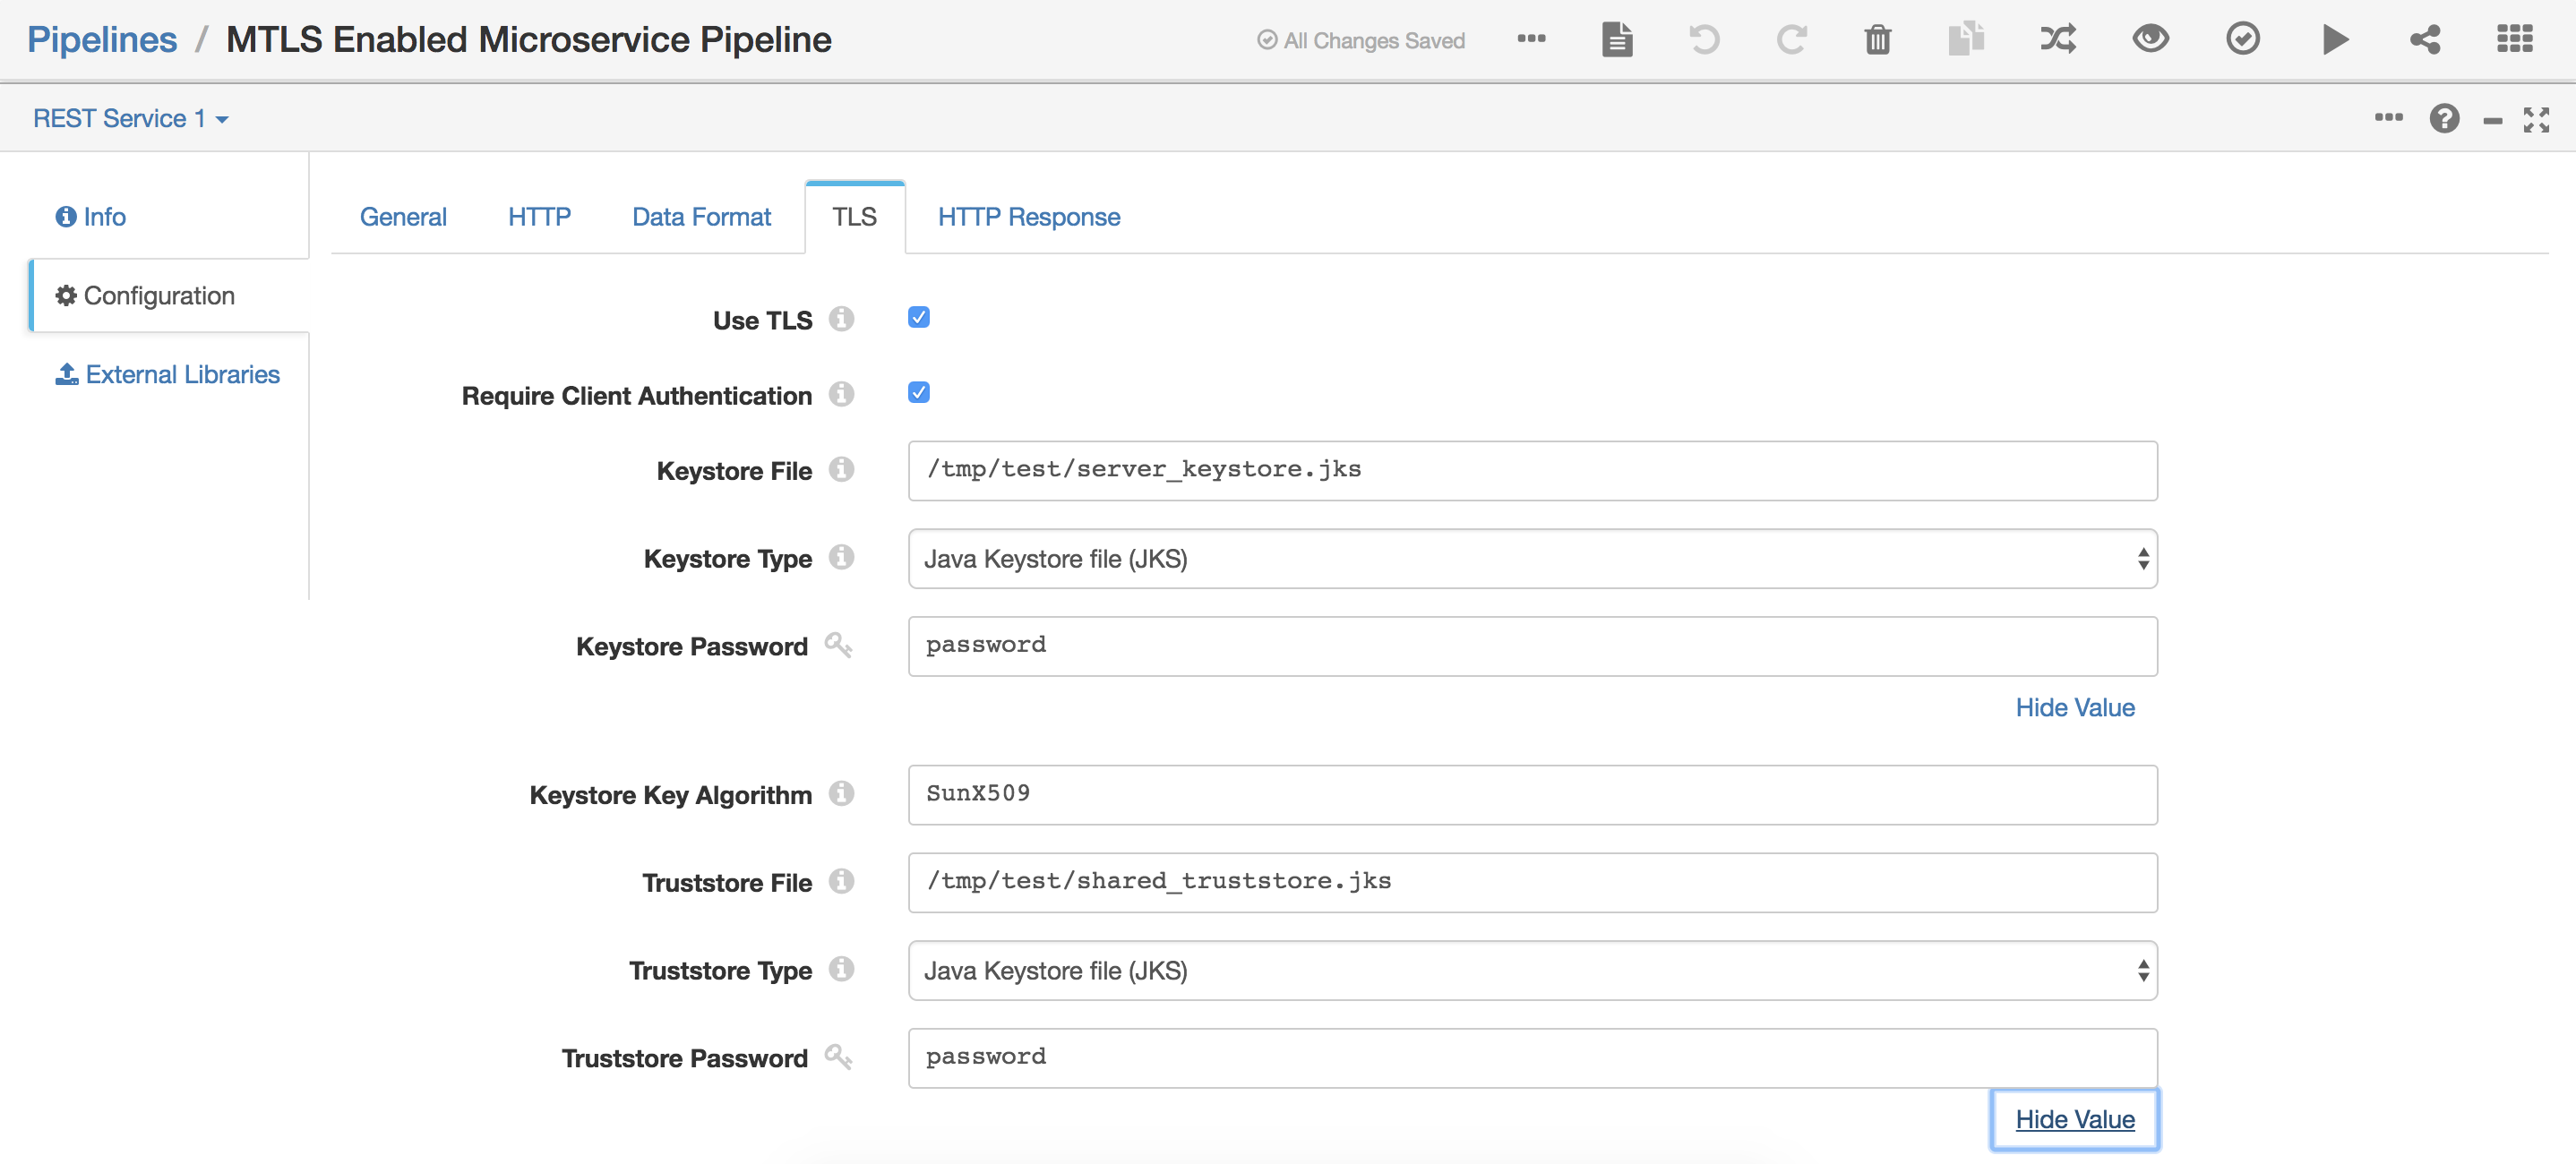 Pipelines / MTLS Enabled Microservice Pipeline
All Changes Saved
REST Service 1
Info
Configuration
External Libraries
General HTTP Data Format TLS HTTP Response
Use TLS
Require Client Authentication
Keystore File /tmp/test/server_keystore.jks
Keystore Type Java Keystore file (JKS)
Keystore Password password
Hide Value
Keystore Key Algorithm SunX509
Truststore File /tmp/test/shared_truststore.jks
Truststore Type Java Keystore file (JKS)
Truststore Password password
Hide Value